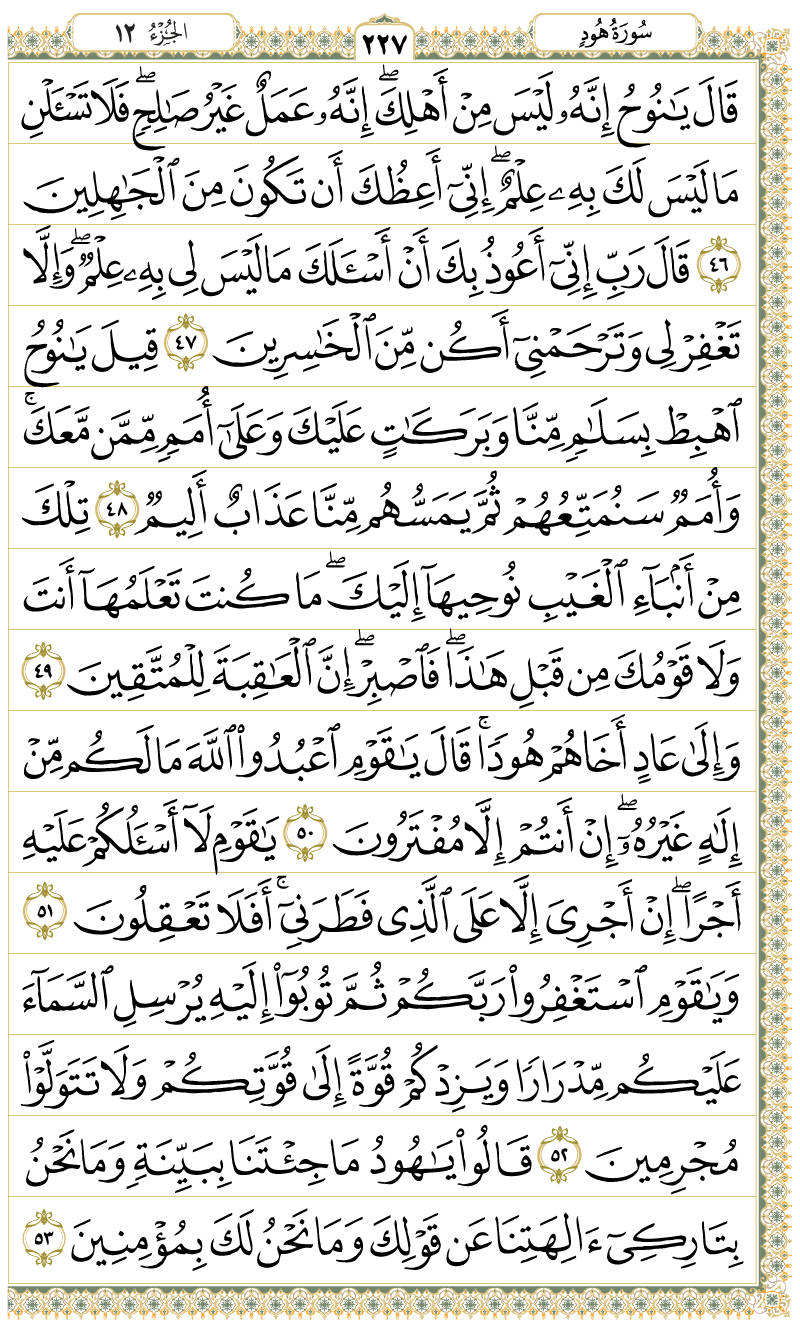 سُورَةُ هُودٍ
٢٢٧
الجُزْءُ ١٢
قَالَ يَـٰنُوحُ إِنَّهُۥ لَيْسَ مِنْ أَهْلِكَ ۖ إِنَّهُۥ عَمَلٌ غَيْرُ صَـٰلِحٍ ۖ فَلَا تَسْـَٔلْنِ
مَا لَيْسَ لَكَ بِهِۦ عِلْمٌ ۖ إِنِّىٓ أَعِظُكَ أَن تَكُونَ مِنَ ٱلْجَـٰهِلِينَ
٤٦ قَالَ رَبِّ إِنِّىٓ أَعُوذُ بِكَ أَنْ أَسْـَٔلَكَ مَا لَيْسَ لِى بِهِۦ عِلْمٌ ۖ وَإِلَّا
تَغْفِرْ لِى وَتَرْحَمْنِىٓ أَكُن مِّنَ ٱلْخَـٰسِرِينَ ٤٧ قِيلَ يَـٰنُوحُ
ٱهْبِطْ بِسَلَـٰمٍ مِّنَّا وَبَرَكَـٰتٍ عَلَيْكَ وَعَلَىٰٓ أُمَمٍ مِّمَّن مَّعَكَ ۚ
وَأُمَمٌ سَنُمَتِّعُهُمْ ثُمَّ يَمَسُّهُم مِّنَّا عَذَابٌ أَلِيمٌ ٤٨ تِلْكَ
مِنْ أَنۢبَآءِ ٱلْغَيْبِ نُوحِيهَآ إِلَيْكَ ۖ مَا كُنتَ تَعْلَمُهَآ أَنتَ
وَلَا قَوْمُكَ مِن قَبْلِ هَـٰذَا ۖ فَٱصْبِرْ ۖ إِنَّ ٱلْعَـٰقِبَةَ لِلْمُتَّقِينَ ٤٩
وَإِلَىٰ عَادٍ أَخَاهُمْ هُودًا ۚ قَالَ يَـٰقَوْمِ ٱعْبُدُوا۟ ٱللَّهَ مَا لَكُم مِّنْ
إِلَـٰهٍ غَيْرُهُۥٓ ۖ إِنْ أَنتُمْ إِلَّا مُفْتَرُونَ ٥٠ يَـٰقَوْمِ لَآ أَسْـَٔلُكُمْ عَلَيْهِ
أَجْرًا ۖ إِنْ أَجْرِىَ إِلَّا عَلَى ٱلَّذِى فَطَرَنِىٓ ۚ أَفَلَا تَعْقِلُونَ ٥١
وَيَـٰقَوْمِ ٱسْتَغْفِرُوا۟ رَبَّكُمْ ثُمَّ تُوبُوٓا۟ إِلَيْهِ يُرْسِلِ ٱلسَّمَآءَ
عَلَيْكُم مِّدْرَارًا وَيَزِدْكُمْ قُوَّةً إِلَىٰ قُوَّتِكُمْ وَلَا تَتَوَلَّوْا۟
مُجْرِمِينَ ٥٢ قَالُوا۟ يَـٰهُودُ مَا جِئْتَنَا بِبَيِّنَةٍ وَمَا نَحْنُ
بِتَارِكِىٓ ءَالِهَتِنَا عَن قَوْلِكَ وَمَا نَحْنُ لَكَ بِمُؤْمِنِينَ ٥٣